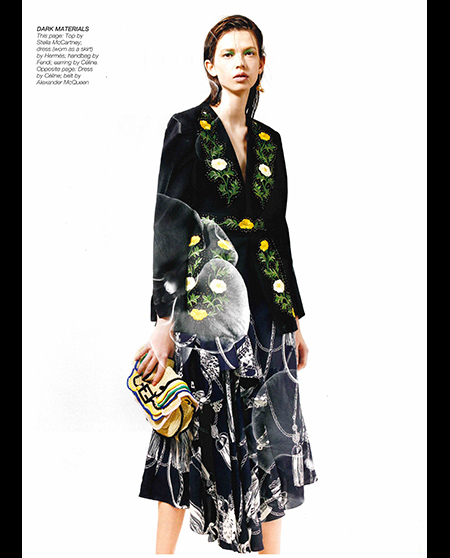 DARK MATERIALS
This page: Top by
Stella McCartney;
dress (worn as a skirt)
by Hermès; handbag by
Fendi; earring by Céline.
Opposite page: Dress
by Céline; belt by
Alexander McQueen